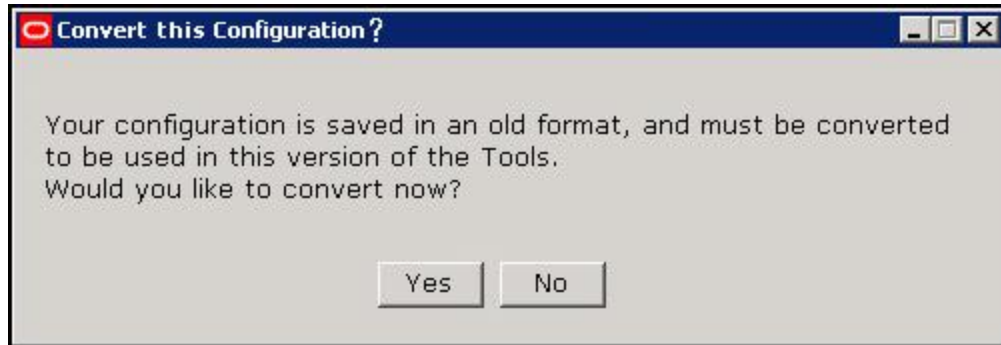 Convert this Configuration?
Your configuration is saved in an old format, and must be converted
to be used in this version of the Tools.
Would you like to convert now?
Yes No